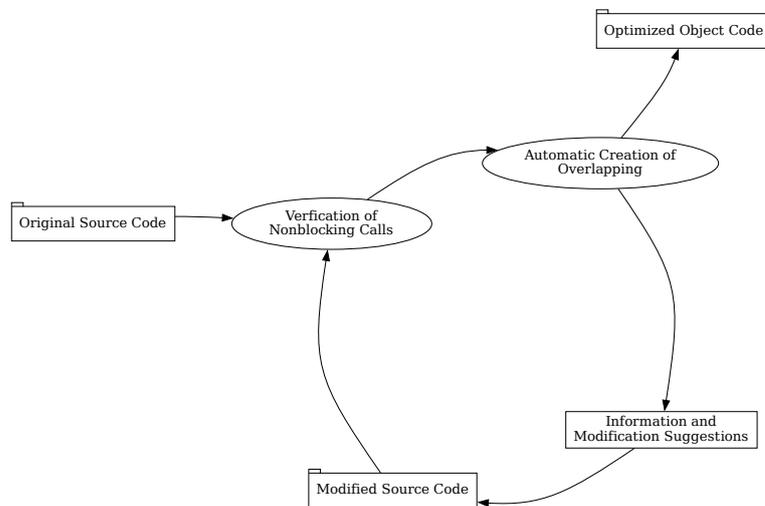 Optimized Object Code
Automatic Creation of
Overlapping
Original Source Code
Verfication of
Nonblocking Calls
Information and
Modification Suggestions
Modified Source Code